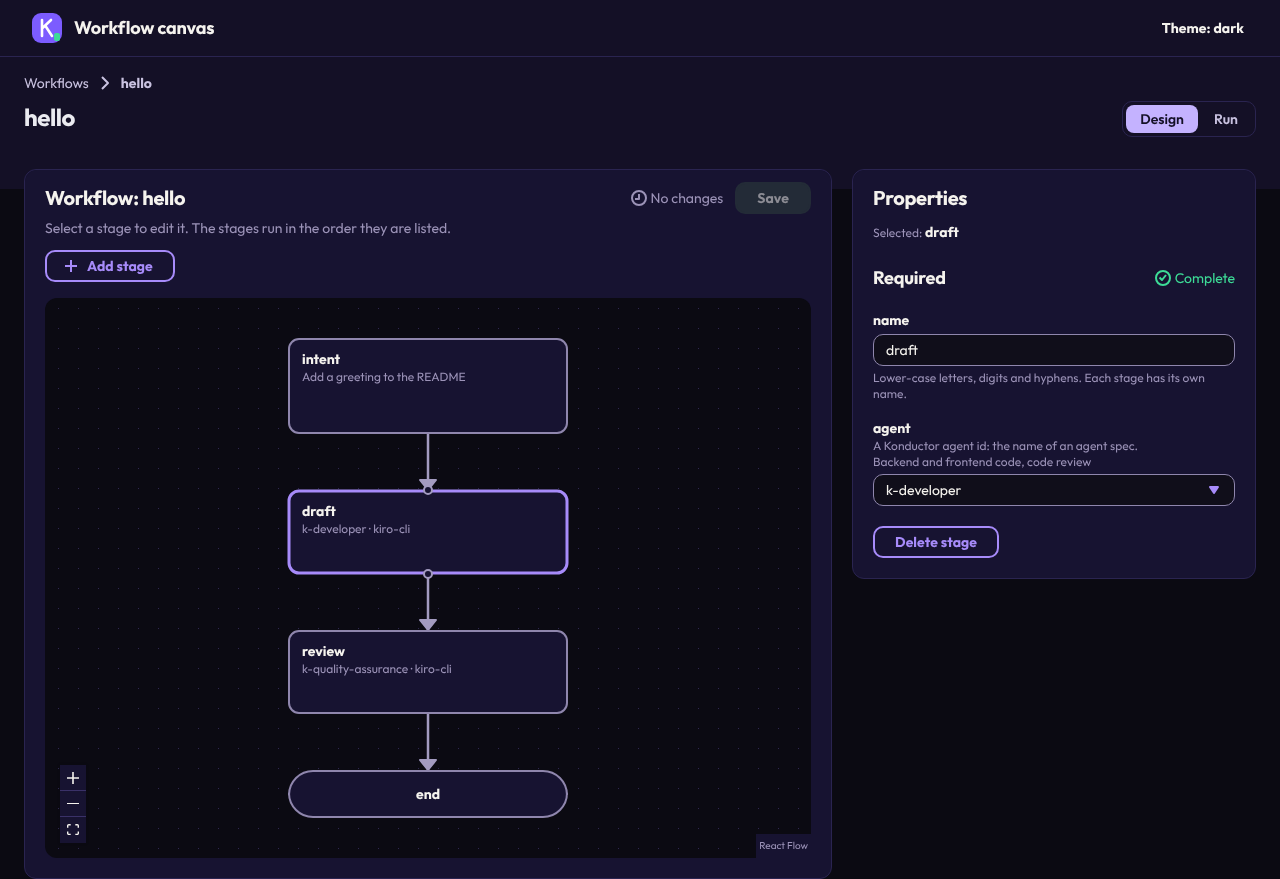 K
Workflow canvas
Theme: dark
Workflows
hello
hello
Design
Run
Workflow: hello
No changes
Save
Select a stage to edit it. The stages run in the order they are listed.
Add stage
intent
Add a greeting to the README
draft
k-developer · kiro-cli
review
k-quality-assurance · kiro-cli
end
React Flow
Properties
Selected: draft
Required
Complete
name
draft
Lower-case letters, digits and hyphens. Each stage has its own
name.
agent
A Konductor agent id: the name of an agent spec.
Backend and frontend code, code review
k-developer
Delete stage